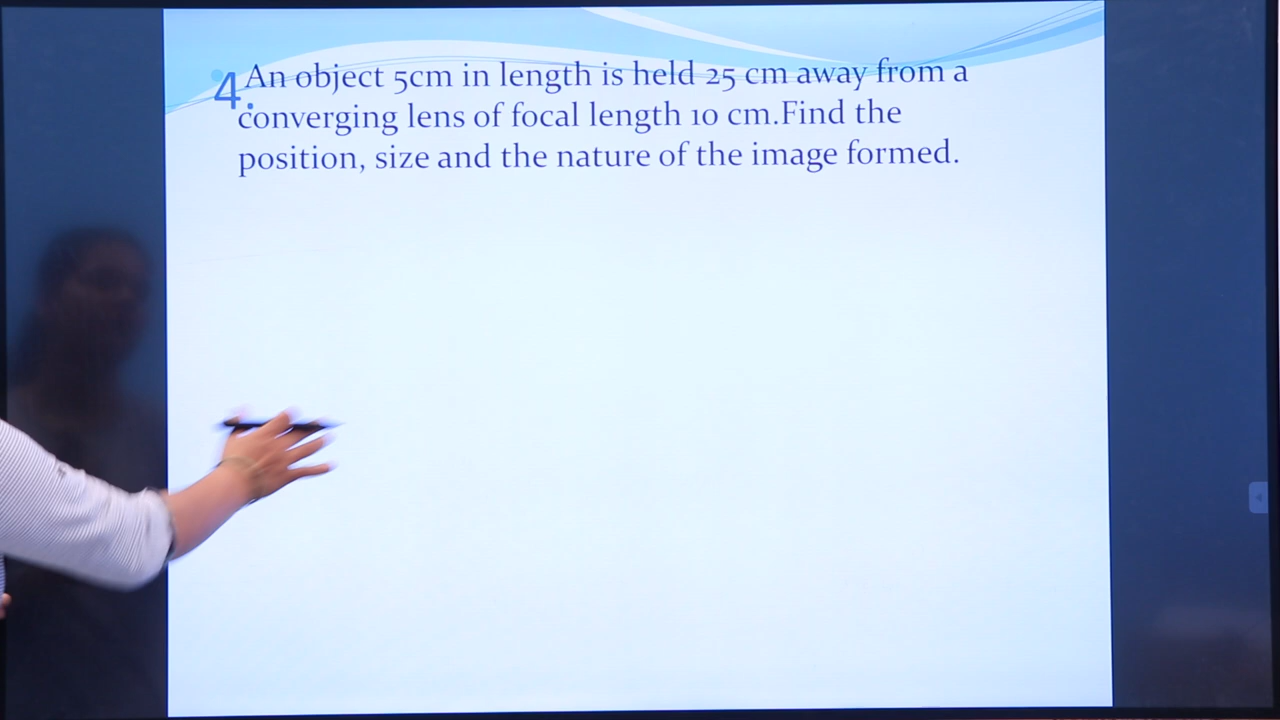 4. An object 5cm in length is held 25 cm away from a
converging lens of focal length 10 cm.Find the
position, size and the nature of the image formed.